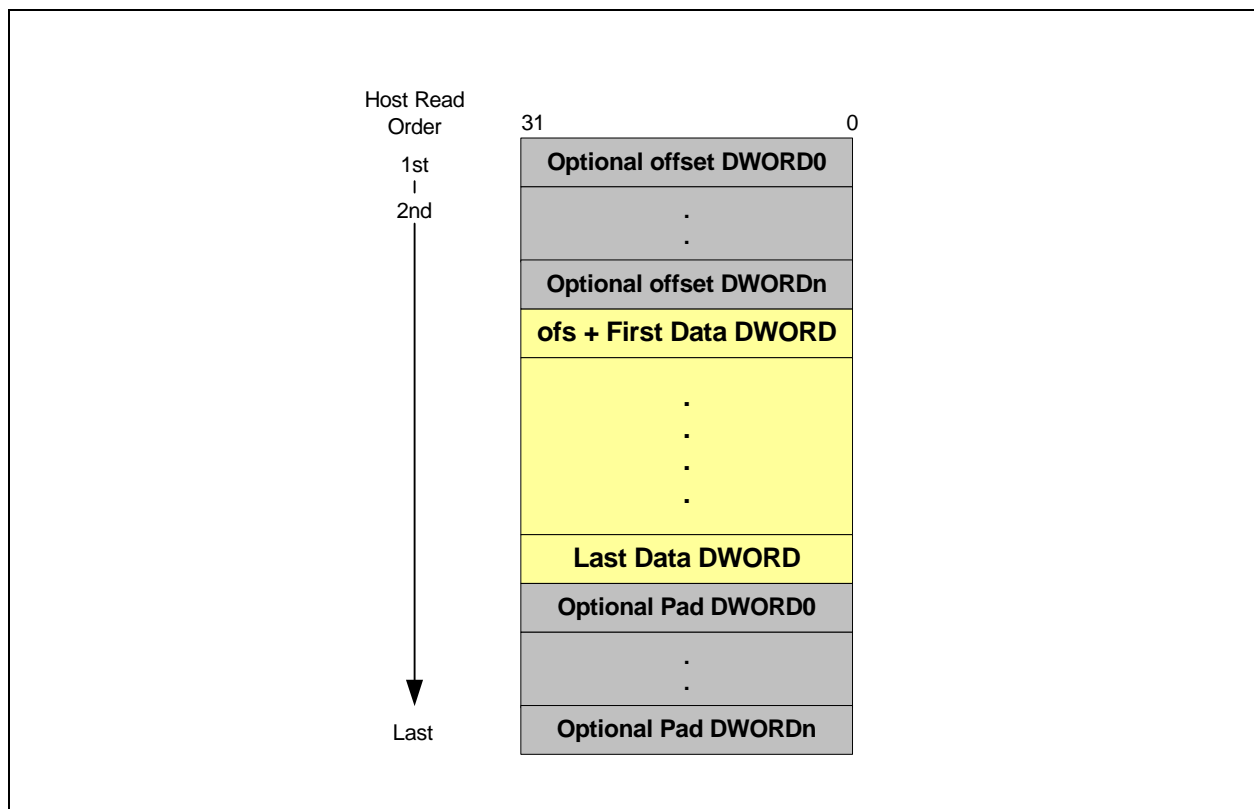 Host Read
Order
31
0
1st
Optional offset DWORD0
2nd
.
.
Optional offset DWORDn
ofs + First Data DWORD
.
.
.
.
Last Data DWORD
Optional Pad DWORD0
.
.
Last
Optional Pad DWORDn